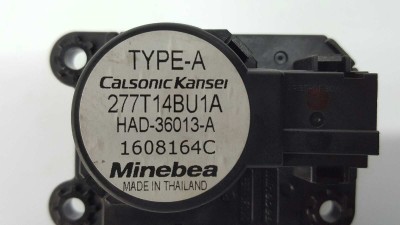 TYPE-A
Calsonic Kansei
277T14BU1A
HAD-36013-A
1608164C
Minebea
MADE IN THAILAND